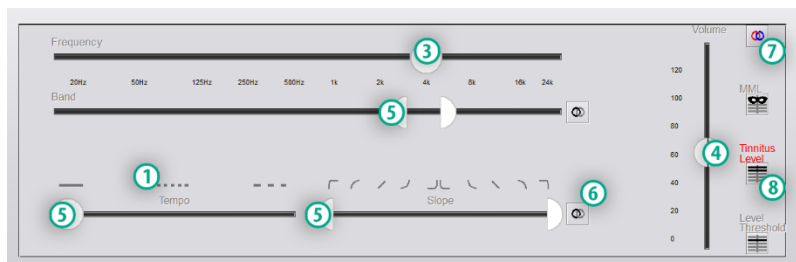 Frequency
Volume
20Hz 50Hz 125Hz 250Hz 500Hz 1k 2k 4k 8k 16k 24k
Band
Tempo
Slope
120
100
80
60
40
20
0
MML
Tinnitus
Level
Level
Threshold
1
3
4
5
5
5
6
7
8